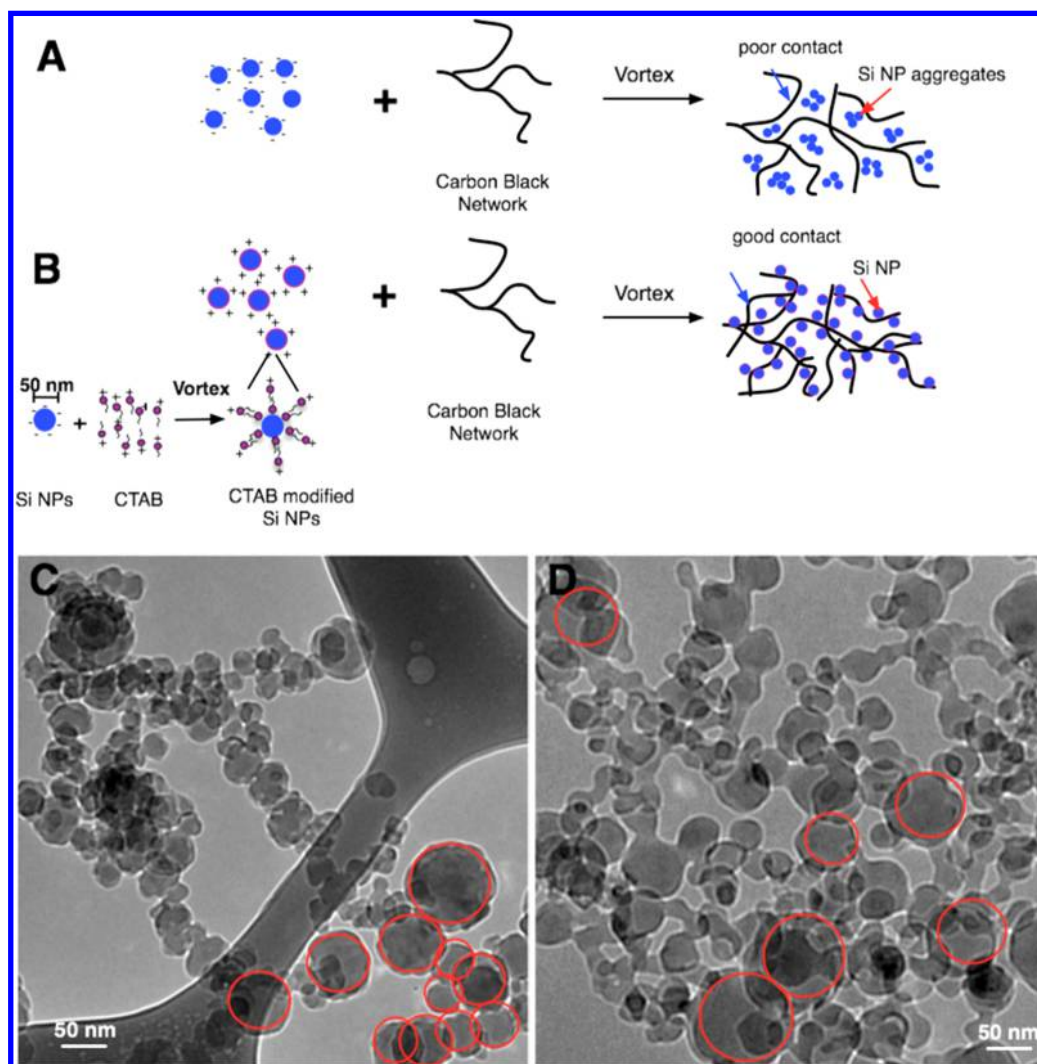 A
+
Carbon Black
Network
Vortex
poor contact
Si NP aggregates
B
+
Carbon Black
Network
Vortex
good contact
Si NP
50 nm
+
Vortex
Si NPs
CTAB
CTAB modified
Si NPs
C
50 nm
D
50 nm